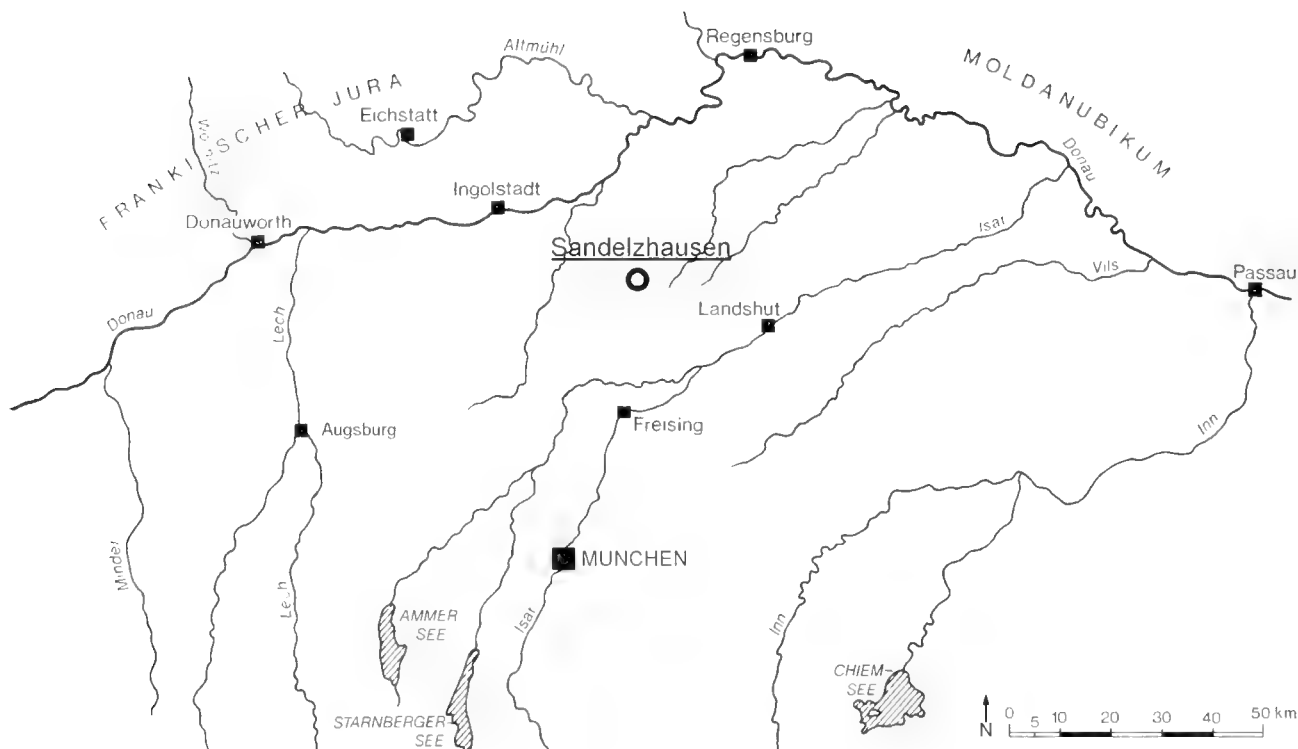 Regensburg
Altmühl
MOLDANUBIKUM
FRANKISCHER JURA
Eichstatt
Wörnitz
Ingolstadt
Donau
Donauworth
Sandelzhausen
Isar
Vils
Passau
Landshut
Donau
Lech
Freising
Augsburg
Inn
Mindel
MUNCHEN
Lech
AMMER
SEE
Isar
Inn
CHIEM-
SEE
STARNBERGER-
SEE
N
0 5 10 20 30 40 50 km